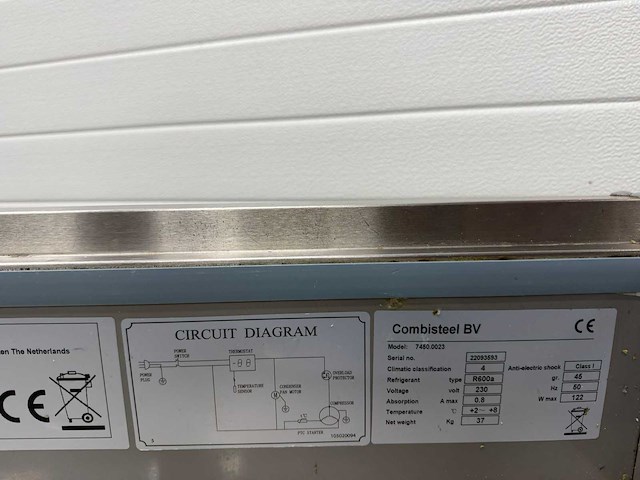 en The Netherlands
CE
CIRCUIT DIAGRAM
POWER SWITCH
THERMOSTAT
-88
POWER PLUG
TEMPERATURE SENSOR
CONDENSOR FAN MOTOR
OVERLOAD PROTECTOR
COMPRESSOR
PTC STARTER
Combisteel BV CE
Model: 7450.0023
Serial no. 22093593
Climatic classification 4 Anti-electric shock Class I
Refrigerant type R600a gr. 45
Voltage volt 230 Hz 50
Absorption A max 0.8 W max 122
Temperature °C +2 ~ +8
Net weight Kg 37